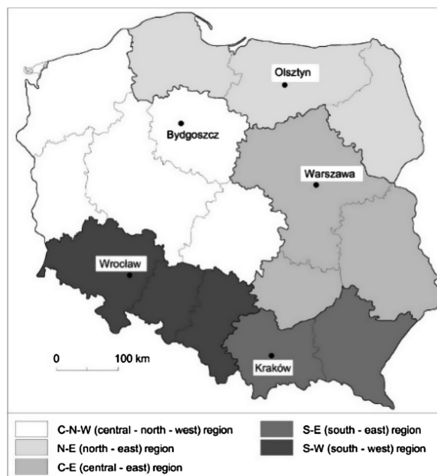 Olsztyn
Bydgoszcz
Warszawa
Wrocław
0 100 km
Kraków
C-N-W (central - north - west) region
S-E (south - east) region
N-E (north - east) region
S-W (south - west) region
C-E (central - east) region